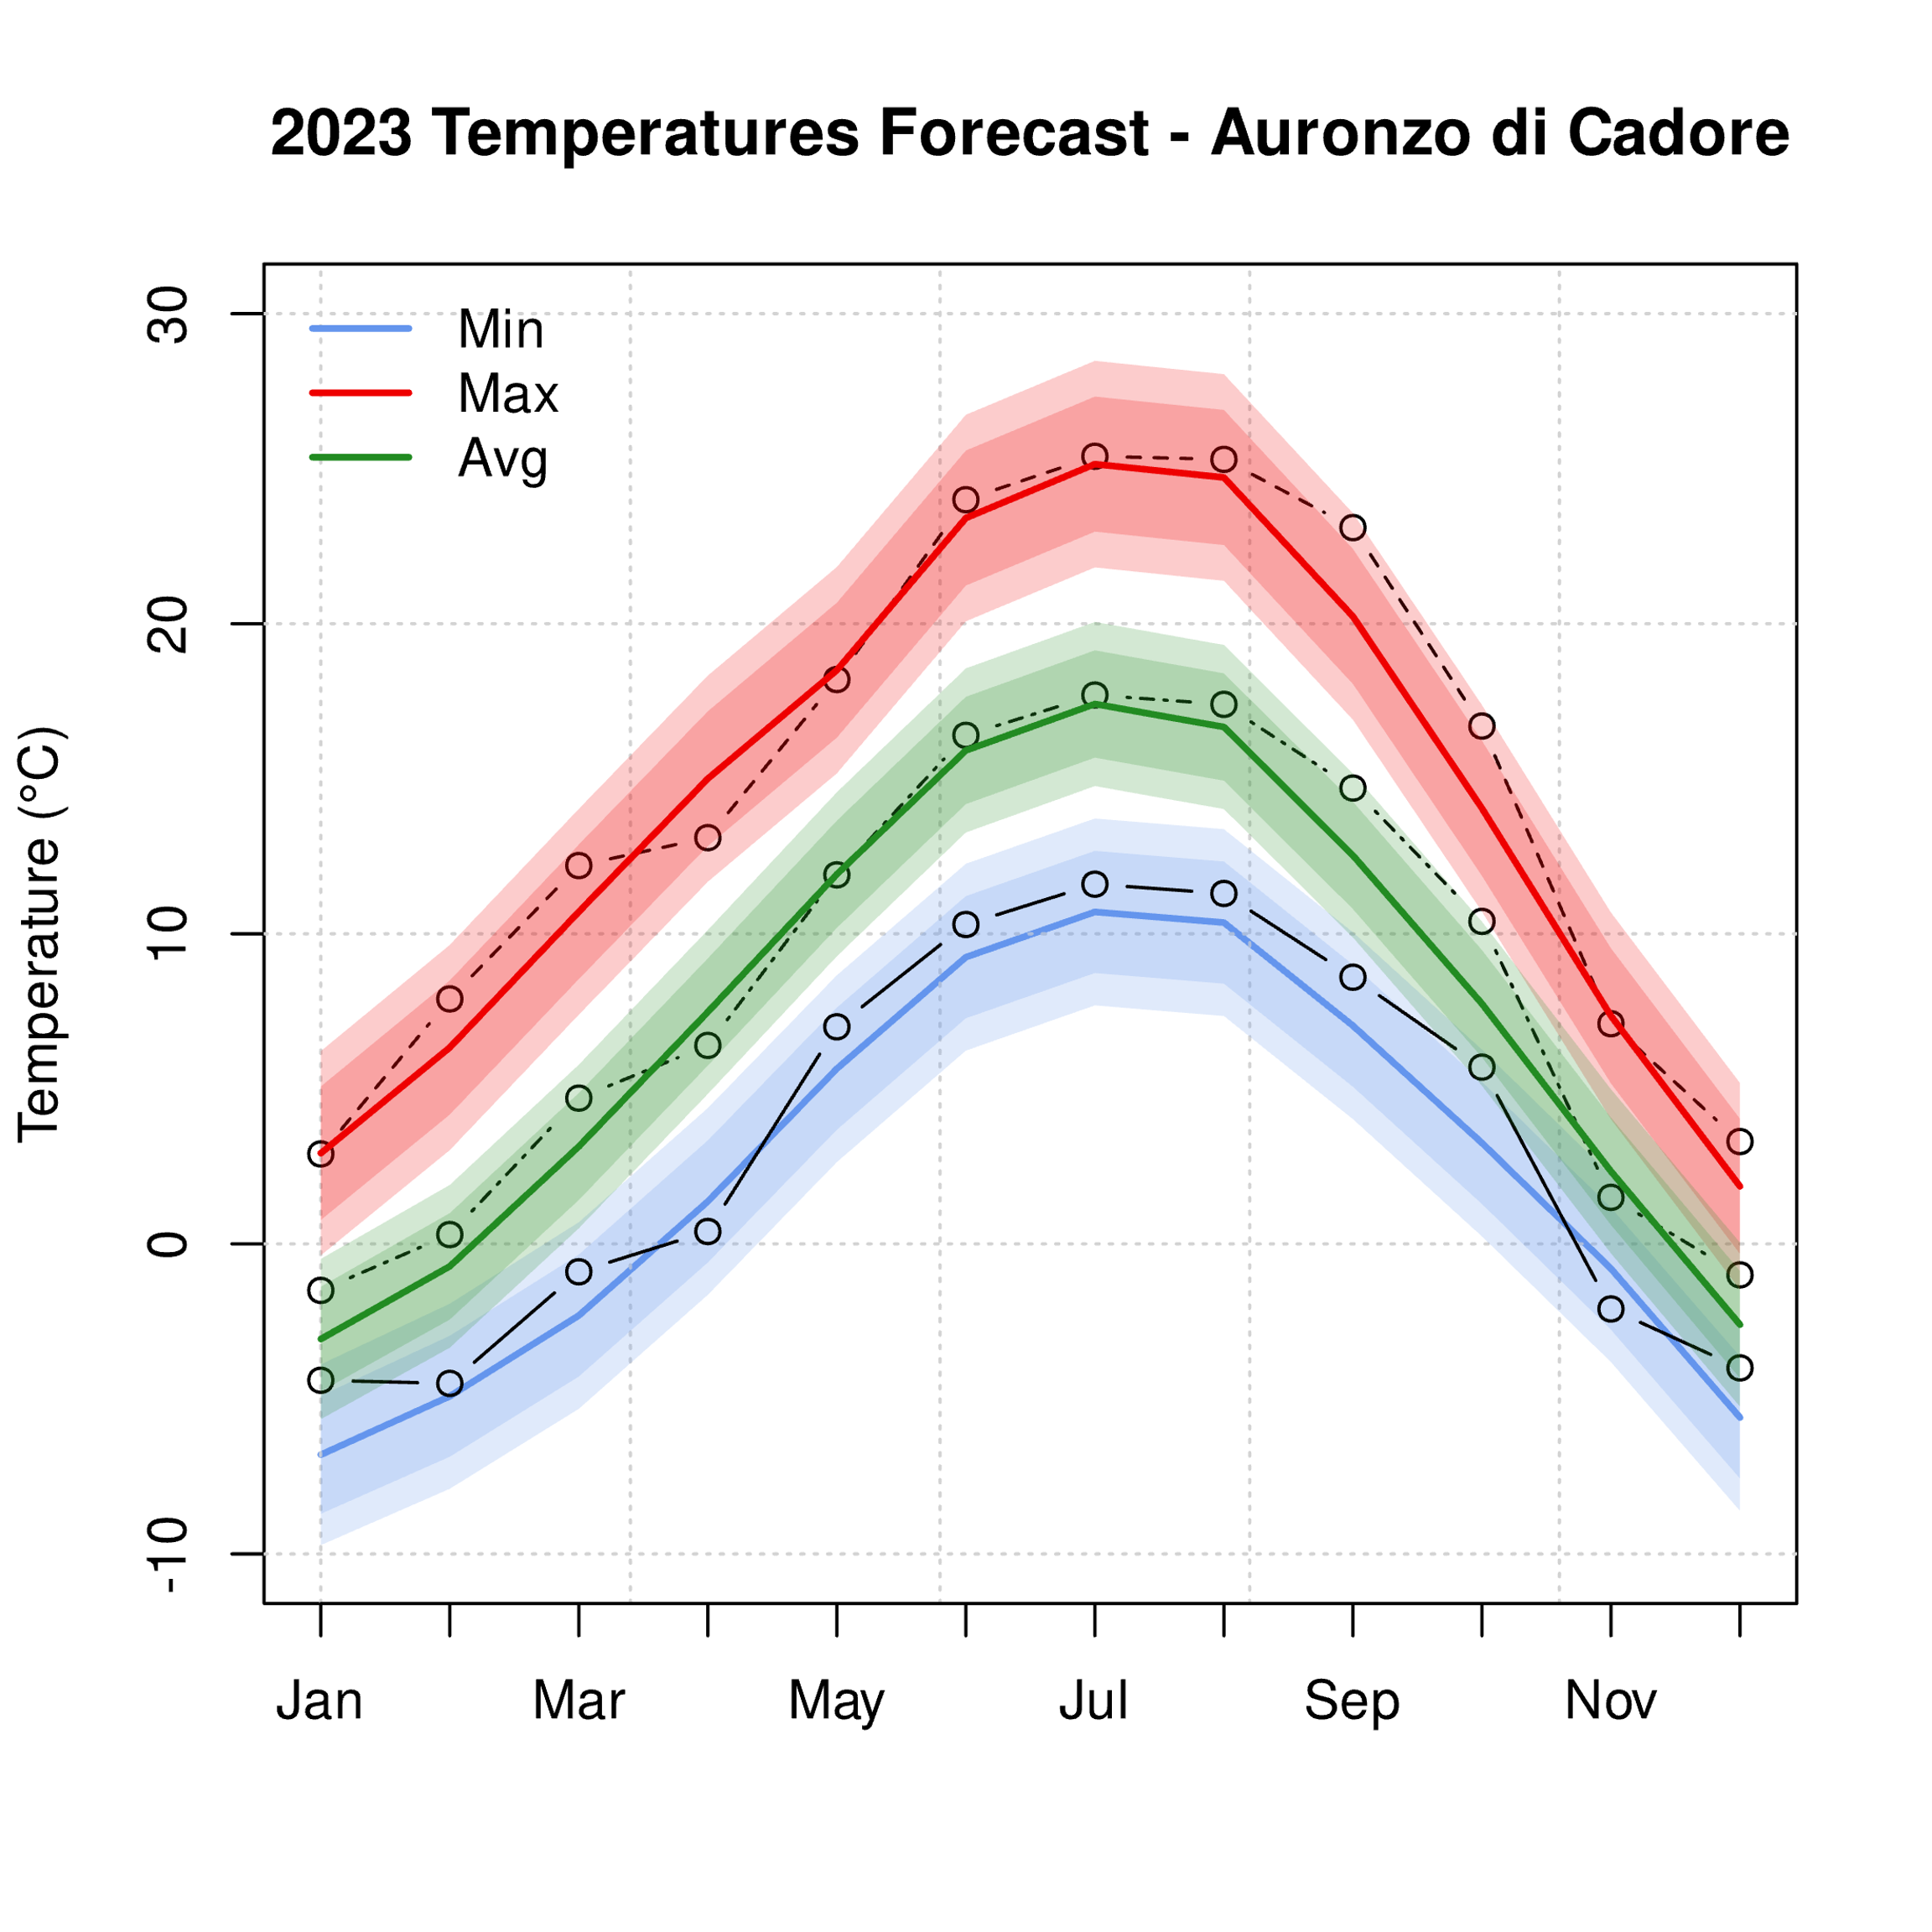 2023 Temperatures Forecast - Auronzo di Cadore
Min
Max
Avg
Temperature (°C)
30
20
10
0
-10
Jan Mar May Jul Sep Nov